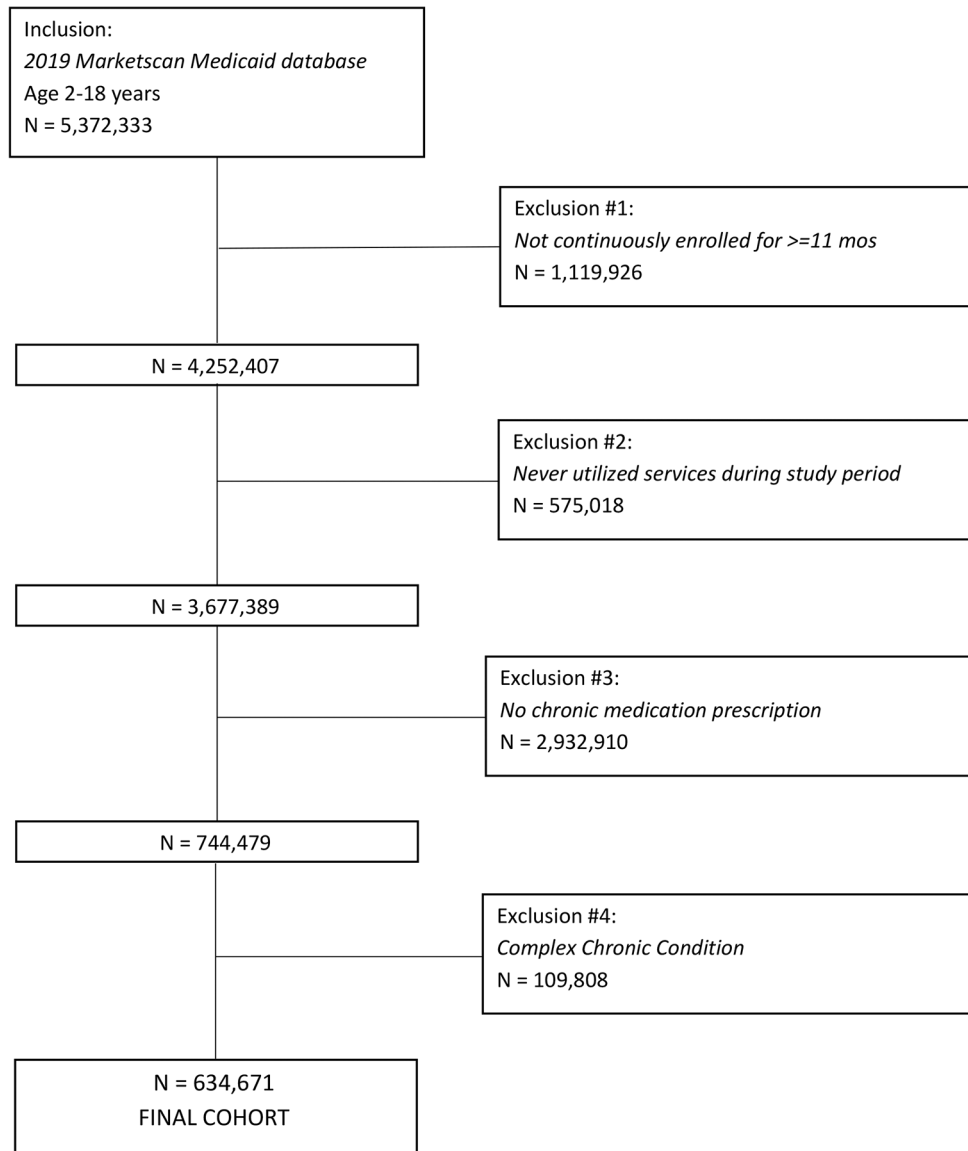 Inclusion:
2019 Marketscan Medicaid database
Age 2-18 years
N = 5,372,333
Exclusion #1:
Not continuously enrolled for >=11 mos
N = 1,119,926
N = 4,252,407
Exclusion #2:
Never utilized services during study period
N = 575,018
N = 3,677,389
Exclusion #3:
No chronic medication prescription
N = 2,932,910
N = 744,479
Exclusion #4:
Complex Chronic Condition
N = 109,808
N = 634,671
FINAL COHORT